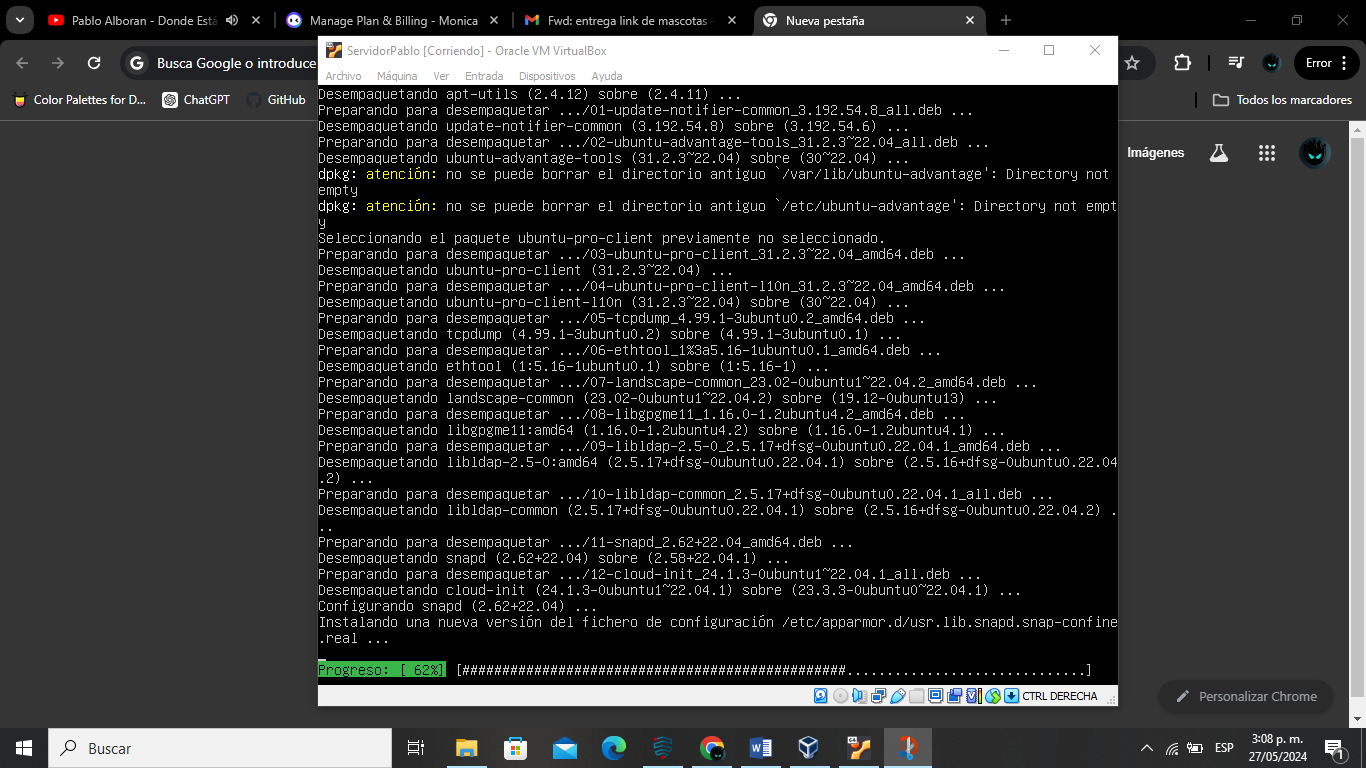 Pablo Alboran - Donde Está
Manage Plan & Billing - Monica
Fwd: entrega link de mascotas -
Nueva pestaña
Busca Google o introduce
Error
Color Palettes for D...
ChatGPT
GitHub
Todos los marcadores
Imágenes
ServidorPablo [Corriendo] - Oracle VM VirtualBox
Archivo Máquina Ver Entrada Dispositivos Ayuda
Desempaquetando apt-utils (2.4.12) sobre (2.4.11) ...
Preparando para desempaquetar .../01-update-notifier-common_3.192.54.8_all.deb ...
Desempaquetando update-notifier-common (3.192.54.8) sobre (3.192.54.6) ...
Preparando para desempaquetar .../02-ubuntu-advantage-tools_31.2.3~22.04_all.deb ...
Desempaquetando ubuntu-advantage-tools (31.2.3~22.04) sobre (30~22.04) ...
dpkg: atención: no se puede borrar el directorio antiguo `/var/lib/ubuntu-advantage': Directory not
empty
dpkg: atención: no se puede borrar el directorio antiguo `/etc/ubuntu-advantage': Directory not empt
y
Seleccionando el paquete ubuntu-pro-client previamente no seleccionado.
Preparando para desempaquetar .../03-ubuntu-pro-client_31.2.3~22.04_amd64.deb ...
Desempaquetando ubuntu-pro-client (31.2.3~22.04) ...
Preparando para desempaquetar .../04-ubuntu-pro-client-l10n_31.2.3~22.04_amd64.deb ...
Desempaquetando ubuntu-pro-client-l10n (31.2.3~22.04) sobre (30~22.04) ...
Preparando para desempaquetar .../05-tcpdump_4.99.1-3ubuntu0.2_amd64.deb ...
Desempaquetando tcpdump (4.99.1-3ubuntu0.2) sobre (4.99.1-3ubuntu0.1) ...
Preparando para desempaquetar .../06-ethtool_1%3a5.16-1ubuntu0.1_amd64.deb ...
Desempaquetando ethtool (1:5.16-1ubuntu0.1) sobre (1:5.16-1) ...
Preparando para desempaquetar .../07-landscape-common_23.02-0ubuntu1~22.04.2_amd64.deb ...
Desempaquetando landscape-common (23.02-0ubuntu1~22.04.2) sobre (19.12-0ubuntu13) ...
Preparando para desempaquetar .../08-libgpgme11_1.16.0-1.2ubuntu4.2_amd64.deb ...
Desempaquetando libgpgme11:amd64 (1.16.0-1.2ubuntu4.2) sobre (1.16.0-1.2ubuntu4.1) ...
Preparando para desempaquetar .../09-libldap-2.5-0_2.5.17+dfsg-0ubuntu0.22.04.1_amd64.deb ...
Desempaquetando libldap-2.5-0:amd64 (2.5.17+dfsg-0ubuntu0.22.04.1) sobre (2.5.16+dfsg-0ubuntu0.22.04
.2) ...
Preparando para desempaquetar .../10-libldap-common_2.5.17+dfsg-0ubuntu0.22.04.1_all.deb ...
Desempaquetando libldap-common (2.5.17+dfsg-0ubuntu0.22.04.1) sobre (2.5.16+dfsg-0ubuntu0.22.04.2) .
..
Preparando para desempaquetar .../11-snapd_2.62+22.04_amd64.deb ...
Desempaquetando snapd (2.62+22.04) sobre (2.58+22.04.1) ...
Preparando para desempaquetar .../12-cloud-init_24.1.3-0ubuntu1~22.04.1_all.deb ...
Desempaquetando cloud-init (24.1.3-0ubuntu1~22.04.1) sobre (23.3.3-0ubuntu0~22.04.1) ...
Configurando snapd (2.62+22.04) ...
Instalando una nueva versión del fichero de configuración /etc/apparmor.d/usr.lib.snapd.snap-confine
.real ...
Progreso: [ 62%] [################################################..............................]
CTRL DERECHA
Personalizar Chrome
Buscar
ESP
3:08 p. m.
27/05/2024
1